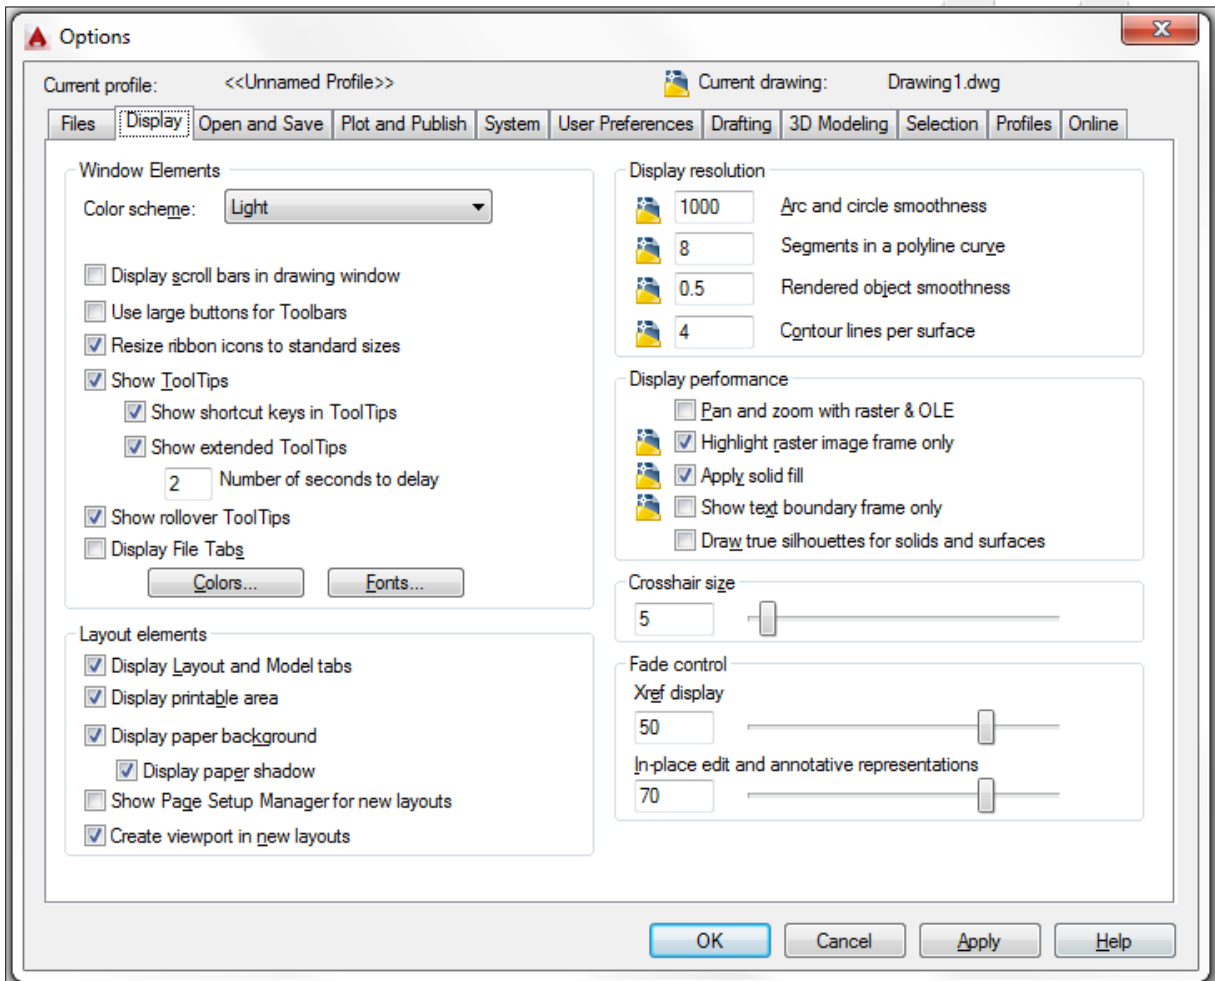 Options
Current profile: <<Unnamed Profile>> Current drawing: Drawing1.dwg
Files Display Open and Save Plot and Publish System User Preferences Drafting 3D Modeling Selection Profiles Online
Window Elements
Color scheme: Light
Display scroll bars in drawing window
Use large buttons for Toolbars
Resize ribbon icons to standard sizes
Show ToolTips
Show shortcut keys in ToolTips
Show extended ToolTips
2 Number of seconds to delay
Show rollover ToolTips
Display File Tabs
Colors... Fonts...
Layout elements
Display Layout and Model tabs
Display printable area
Display paper background
Display paper shadow
Show Page Setup Manager for new layouts
Create viewport in new layouts
Display resolution
1000 Arc and circle smoothness
8 Segments in a polyline curve
0.5 Rendered object smoothness
4 Contour lines per surface
Display performance
Pan and zoom with raster & OLE
Highlight raster image frame only
Apply solid fill
Show text boundary frame only
Draw true silhouettes for solids and surfaces
Crosshair size
5
Fade control
Xref display
50
In-place edit and annotative representations
70
OK Cancel Apply Help